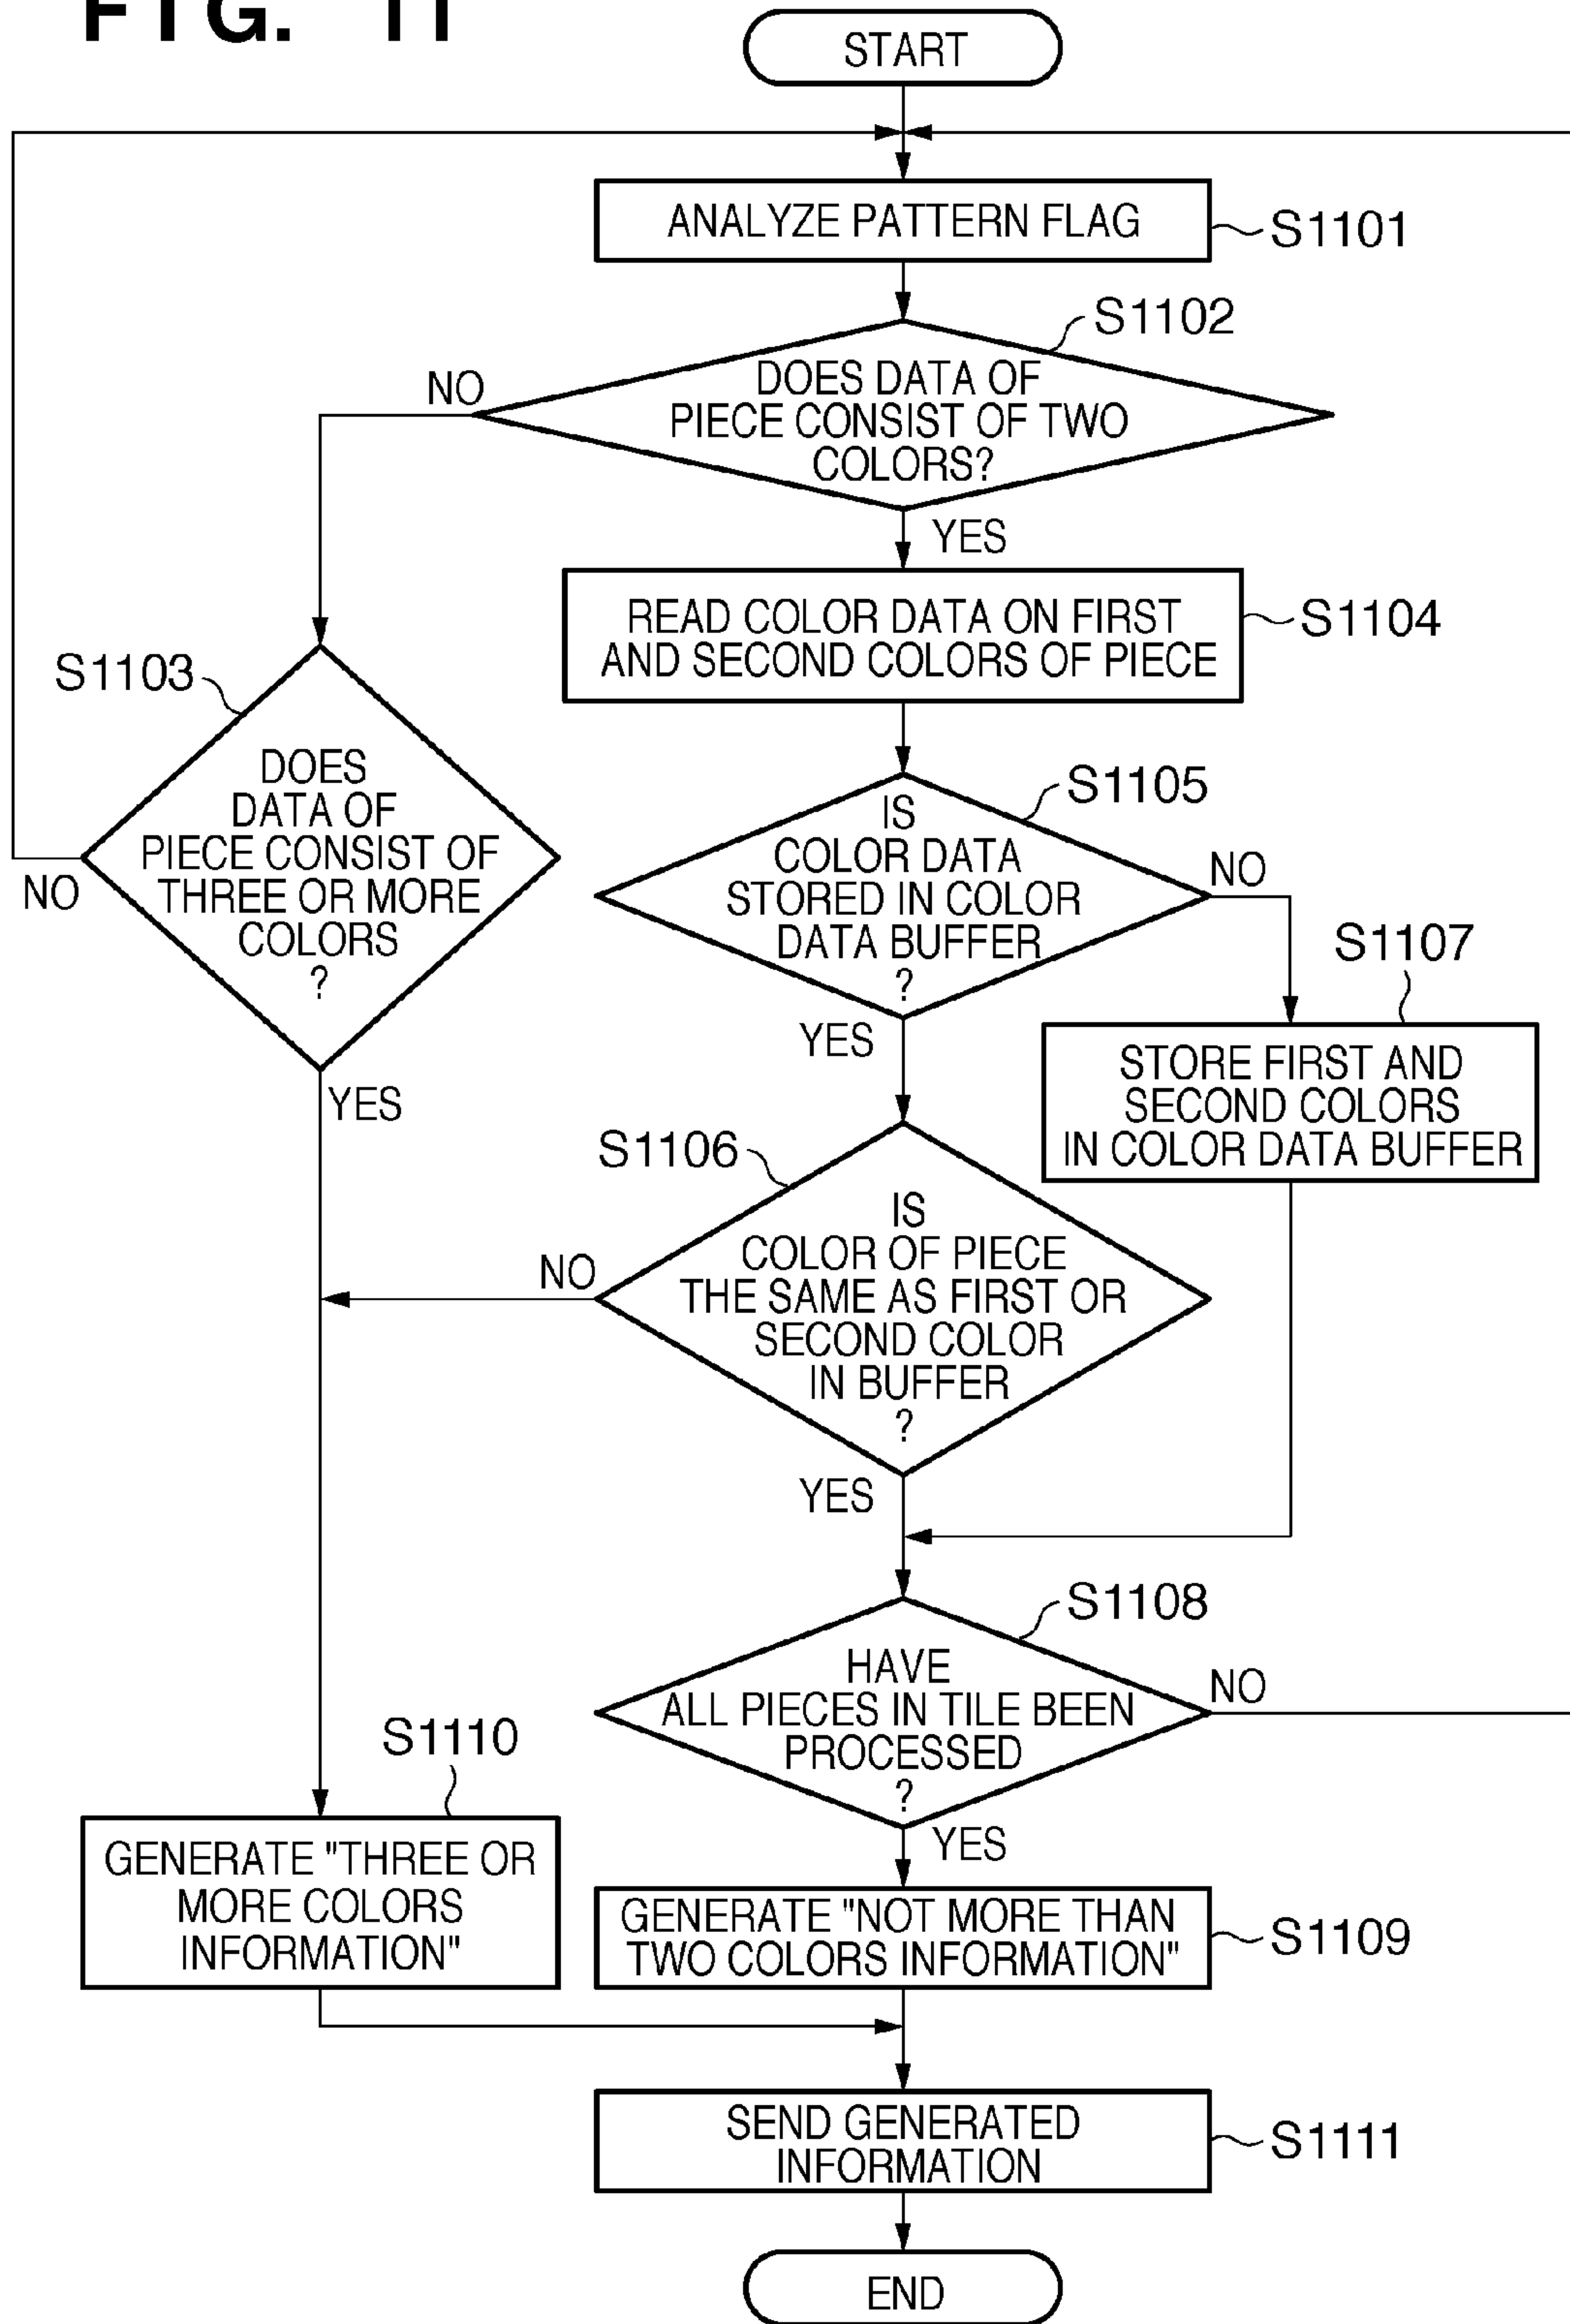 FIG. 11
START
ANALYZE PATTERN FLAG
S1101
S1102
NO
DOES DATA OF
PIECE CONSIST OF TWO
COLORS?
YES
READ COLOR DATA ON FIRST
AND SECOND COLORS OF PIECE
S1104
S1103
DOES
DATA OF
PIECE CONSIST OF
THREE OR MORE
COLORS
?
NO
YES
S1105
IS
COLOR DATA
STORED IN COLOR
DATA BUFFER
?
NO
YES
S1107
STORE FIRST AND
SECOND COLORS
IN COLOR DATA BUFFER
S1106
IS
COLOR OF PIECE
THE SAME AS FIRST OR
SECOND COLOR
IN BUFFER
?
NO
YES
S1108
HAVE
ALL PIECES IN TILE BEEN
PROCESSED
?
NO
YES
S1110
GENERATE "THREE OR
MORE COLORS
INFORMATION"
GENERATE "NOT MORE THAN
TWO COLORS INFORMATION"
S1109
SEND GENERATED
INFORMATION
S1111
END